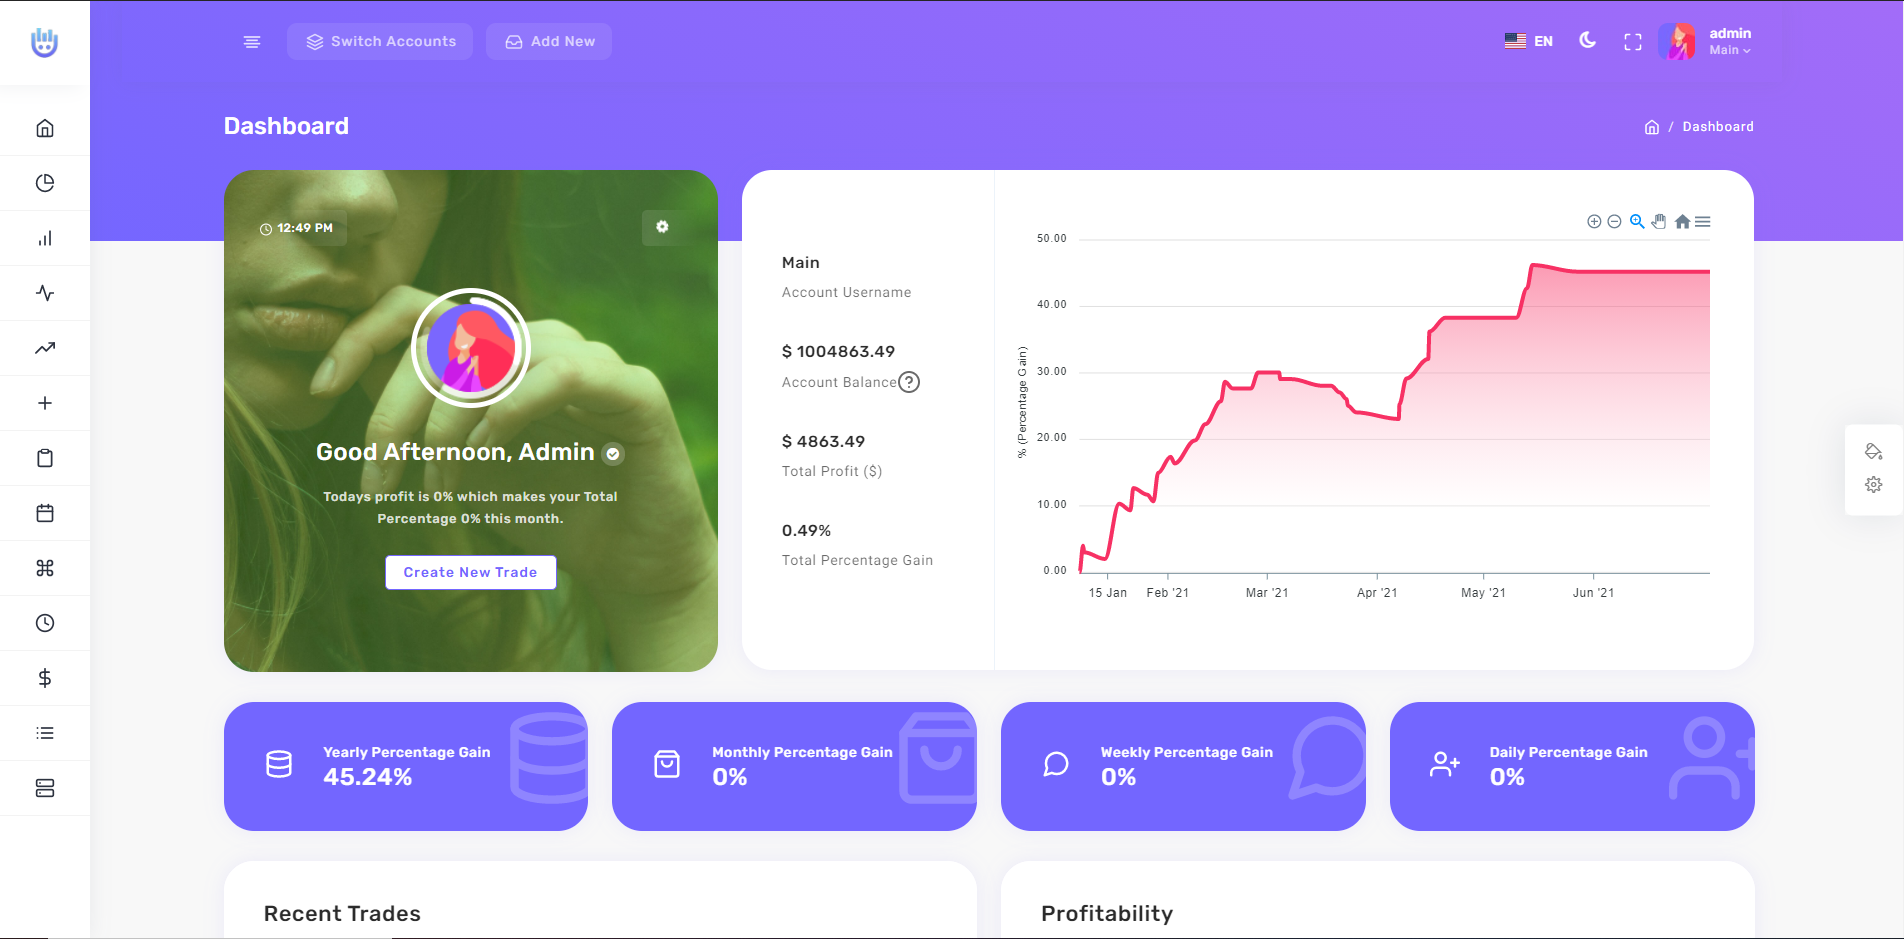 Switch Accounts
Add New
EN
admin
Main
Dashboard
/ Dashboard
12:49 PM
Good Afternoon, Admin
Todays profit is 0% which makes your Total
Percentage 0% this month.
Create New Trade
Main
Account Username
$ 1004863.49
Account Balance
$ 4863.49
Total Profit ($)
0.49%
Total Percentage Gain
% (Percentage Gain)
50.00
40.00
30.00
20.00
10.00
0.00
15 Jan Feb '21 Mar '21 Apr '21 May '21 Jun '21
Yearly Percentage Gain
45.24%
Monthly Percentage Gain
0%
Weekly Percentage Gain
0%
Daily Percentage Gain
0%
Recent Trades
Profitability